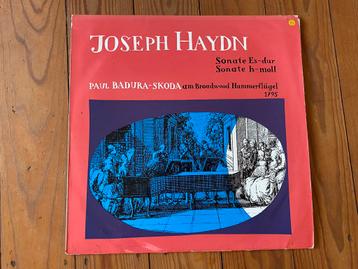 JOSEPH HAYDN
Sonate Es-dur
Sonate h-moll
PAUL BADURA-SKODA am Broadwood Hammerflügel
1795